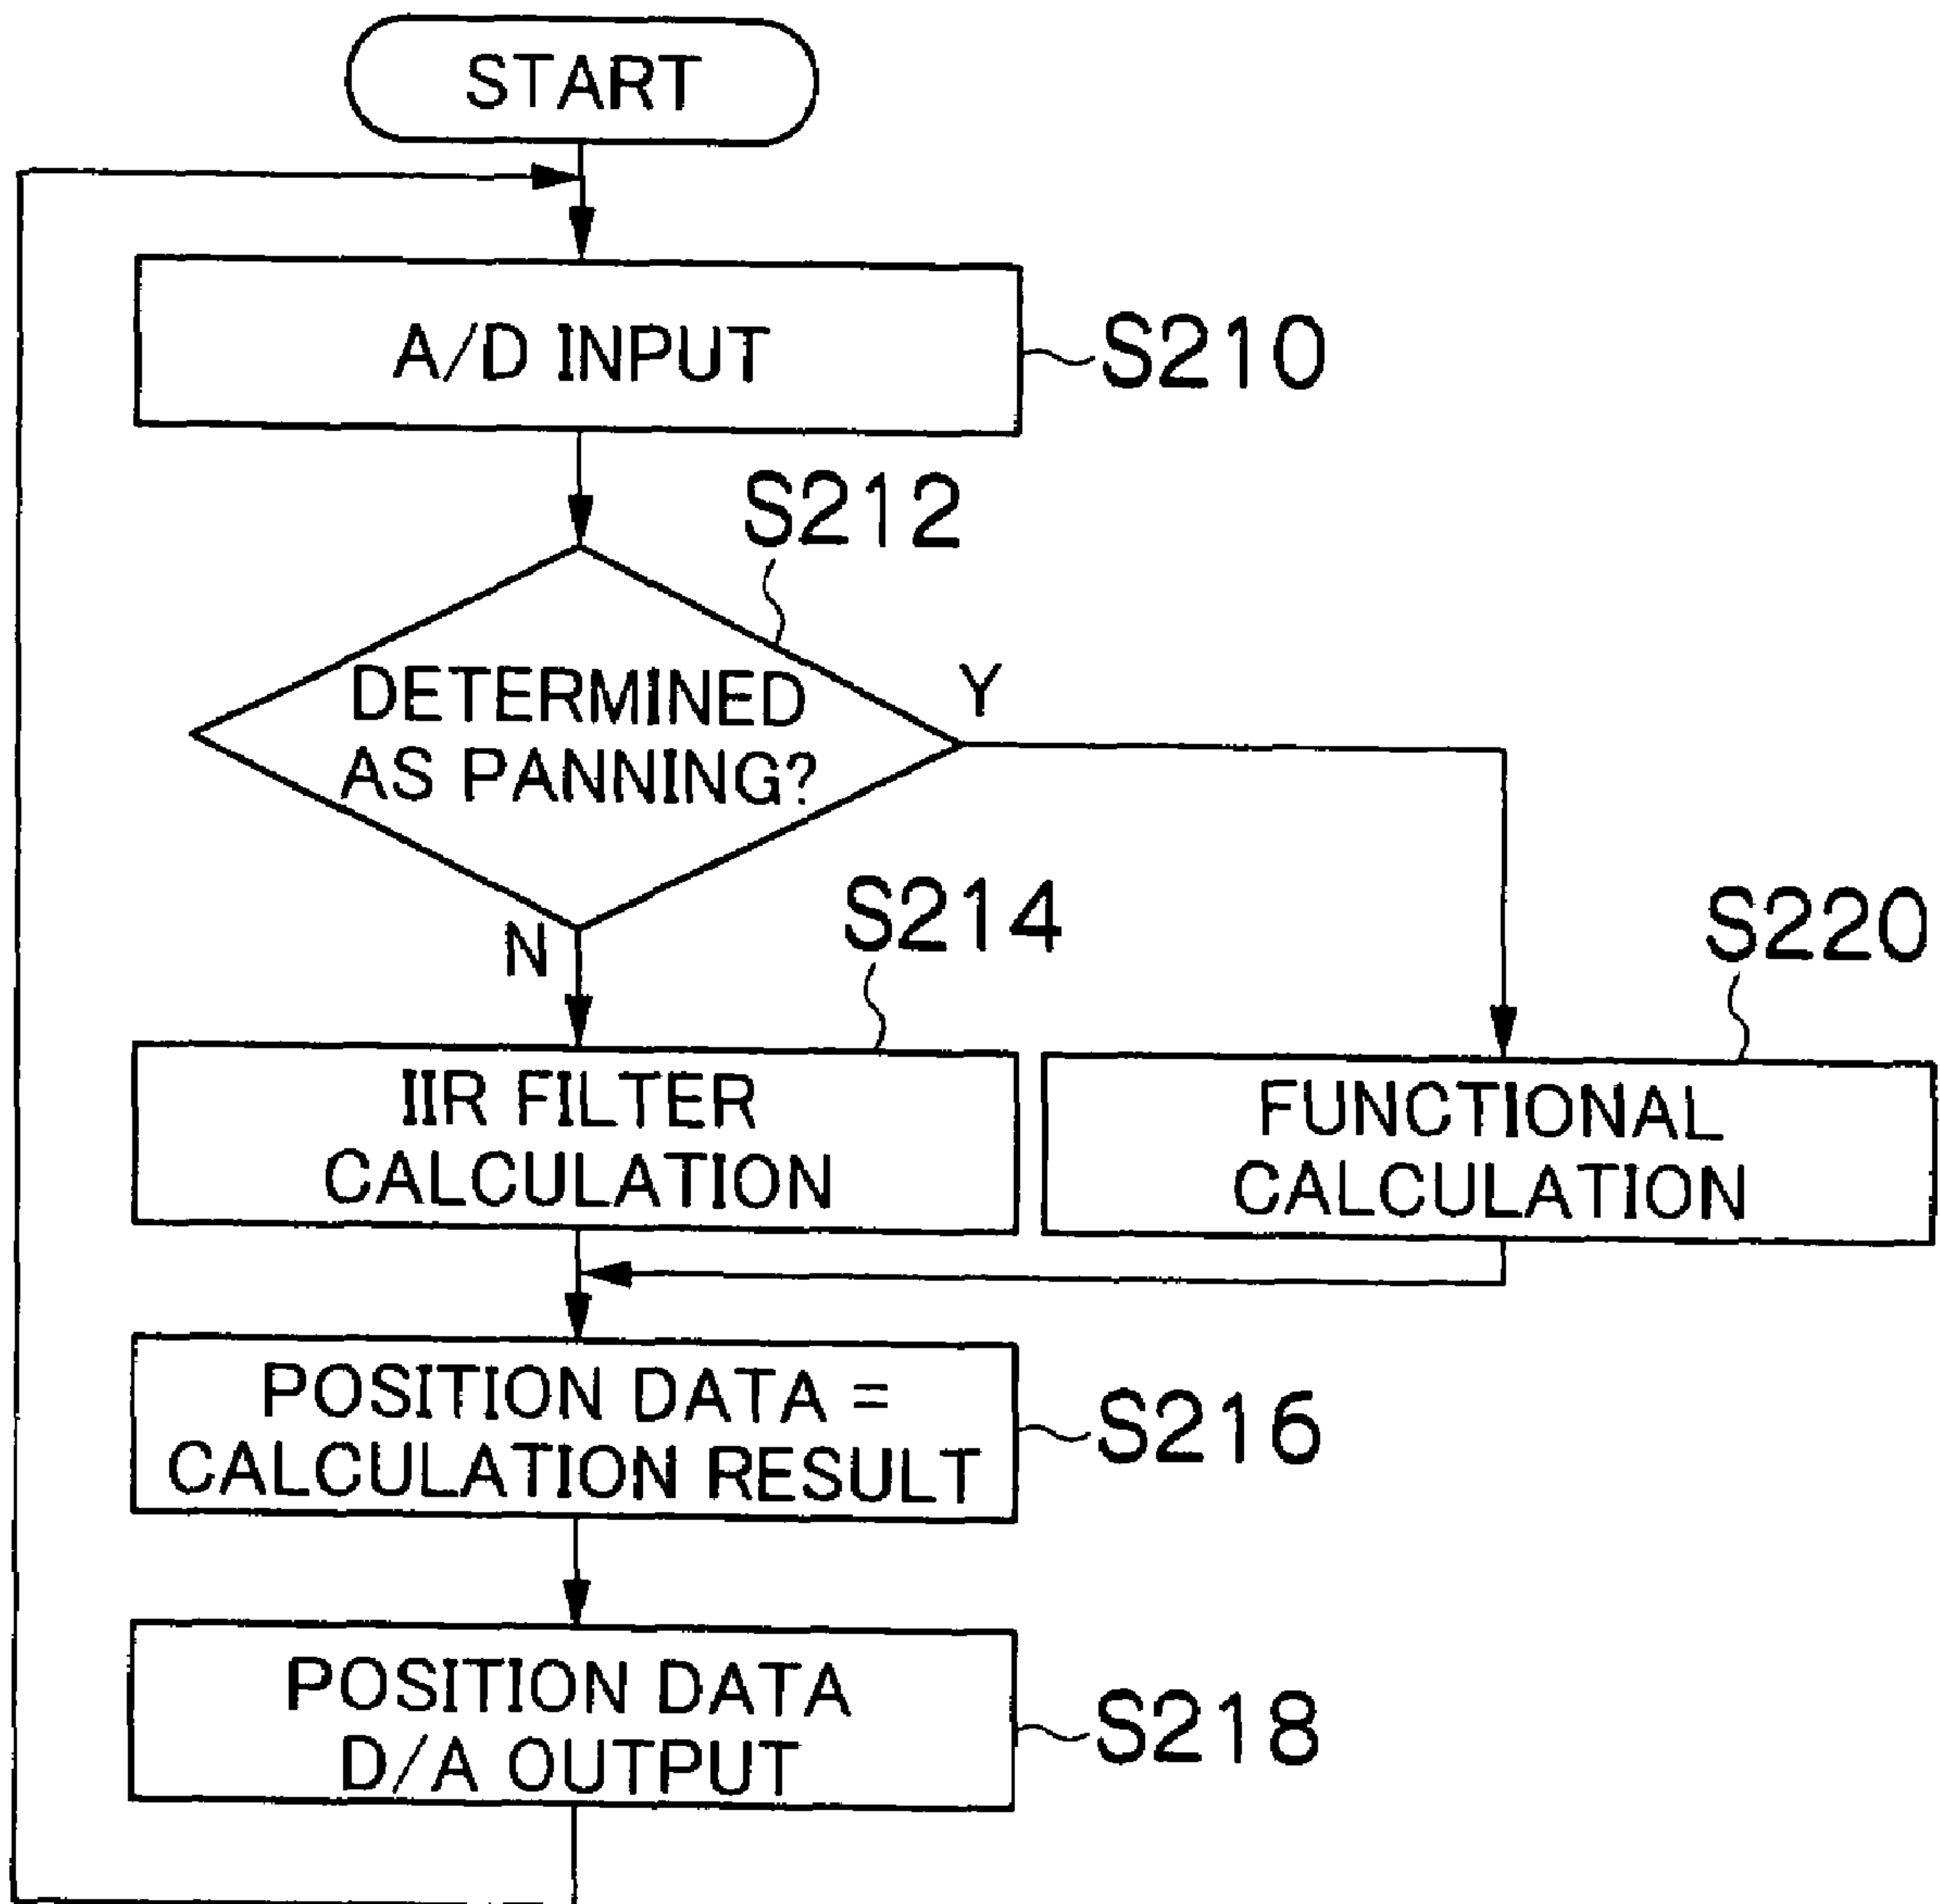 START
A/D INPUT
S210
S212
DETERMINED
AS PANNING?
Y
N
S214
S220
IIR FILTER
CALCULATION
FUNCTIONAL
CALCULATION
POSITION DATA =
CALCULATION RESULT
S216
POSITION DATA
D/A OUTPUT
S218